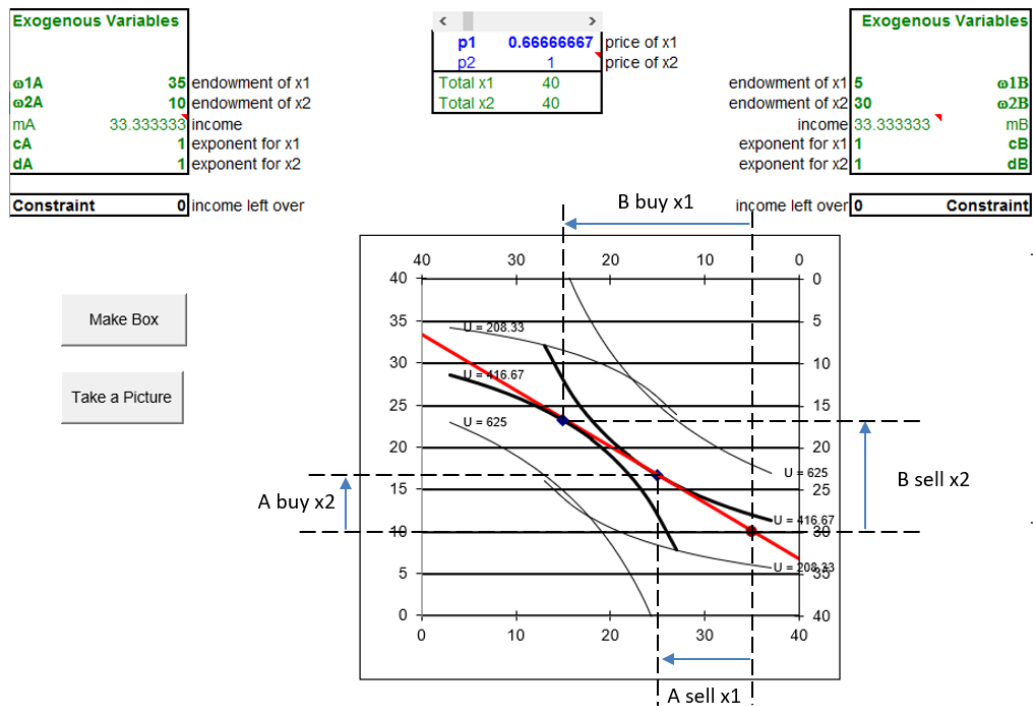 Exogenous Variables
ω1A 35 endowment of x1
ω2A 10 endowment of x2
mA 33.333333 income
cA 1 exponent for x1
dA 1 exponent for x2
Constraint 0 income left over
< >
p1 0.66666667 price of x1
p2 1 price of x2
Total x1 40
Total x2 40
Exogenous Variables
endowment of x1 5 ω1B
endowment of x2 30 ω2B
income 33.333333 mB
exponent for x1 1 cB
exponent for x2 1 dB
income left over 0 Constraint
B buy x1
Make Box
Take a Picture
40 30 20 10 0
40 0
35 U = 208.33 5
30 U = 416.67 10
25 15
U = 625
20 20
U = 625
B sell x2
A buy x2
15 25
U = 416.67
10 30
U = 208.33
5 35
0 40
0 10 20 30 40
A sell x1